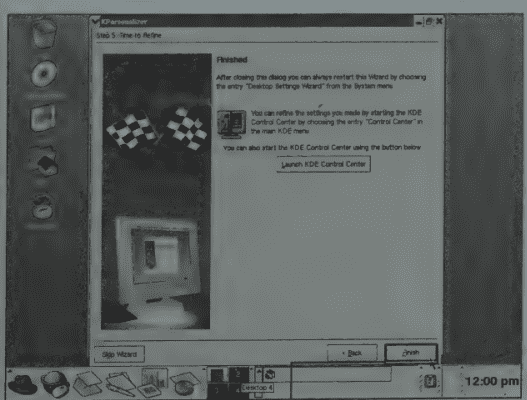 KPersonalizer
Step 5: Time to Refine
Finished
After closing this dialog you can always restart this Wizard by choosing
the entry "Desktop Settings Wizard" from the System menu
You can refine the settings you made by starting the KDE
Control Center by choosing the entry "Control Center" in
the main KDE menu
You can also start the KDE Control Center using the button below
Launch KDE Control Center
Skip Wizard
< Back
Finish
Desktop 4
12:00 pm